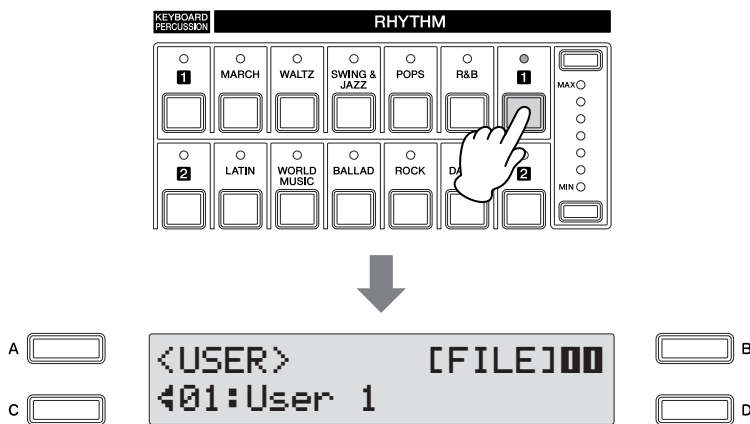 KEYBOARD PERCUSSION
RHYTHM
1 MARCH WALTZ SWING & JAZZ POPS R&B 1
MAX
2 LATIN WORLD MUSIC BALLAD ROCK 2
MIN
A B
<USER> [FILE]
01:User 1
C D